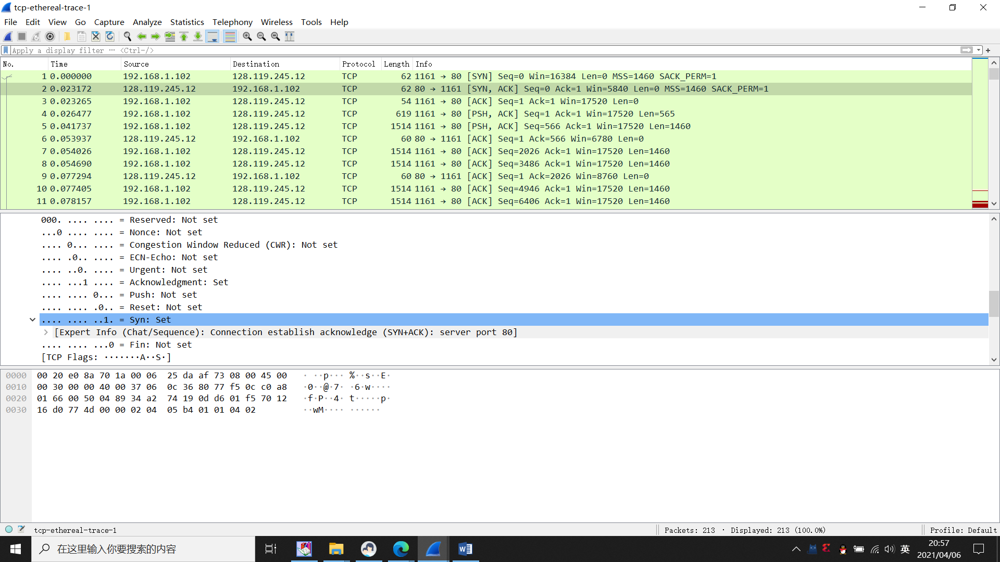 tcp-ethereal-trace-1
File Edit View Go Capture Analyze Statistics Telephony Wireless Tools Help
Apply a display filter … <Ctrl-/>
No. Time Source Destination Protocol Length Info
1 0.000000 192.168.1.102 128.119.245.12 TCP 62 1161 → 80 [SYN] Seq=0 Win=16384 Len=0 MSS=1460 SACK_PERM=1
2 0.023172 128.119.245.12 192.168.1.102 TCP 62 80 → 1161 [SYN, ACK] Seq=0 Ack=1 Win=5840 Len=0 MSS=1460 SACK_PERM=1
3 0.023265 192.168.1.102 128.119.245.12 TCP 54 1161 → 80 [ACK] Seq=1 Ack=1 Win=17520 Len=0
4 0.026477 192.168.1.102 128.119.245.12 TCP 619 1161 → 80 [PSH, ACK] Seq=1 Ack=1 Win=17520 Len=565
5 0.041737 192.168.1.102 128.119.245.12 TCP 1514 1161 → 80 [PSH, ACK] Seq=566 Ack=1 Win=17520 Len=1460
6 0.053937 128.119.245.12 192.168.1.102 TCP 60 80 → 1161 [ACK] Seq=1 Ack=566 Win=6780 Len=0
7 0.054026 192.168.1.102 128.119.245.12 TCP 1514 1161 → 80 [ACK] Seq=2026 Ack=1 Win=17520 Len=1460
8 0.054690 192.168.1.102 128.119.245.12 TCP 1514 1161 → 80 [ACK] Seq=3486 Ack=1 Win=17520 Len=1460
9 0.077294 128.119.245.12 192.168.1.102 TCP 60 80 → 1161 [ACK] Seq=1 Ack=2026 Win=8760 Len=0
10 0.077405 192.168.1.102 128.119.245.12 TCP 1514 1161 → 80 [ACK] Seq=4946 Ack=1 Win=17520 Len=1460
11 0.078157 192.168.1.102 128.119.245.12 TCP 1514 1161 → 80 [ACK] Seq=6406 Ack=1 Win=17520 Len=1460
000. .... .... = Reserved: Not set
...0 .... .... = Nonce: Not set
.... 0... .... = Congestion Window Reduced (CWR): Not set
.... .0.. .... = ECN-Echo: Not set
.... ..0. .... = Urgent: Not set
.... ...1 .... = Acknowledgment: Set
.... .... 0... = Push: Not set
.... .... .0.. = Reset: Not set
.... .... ..1. = Syn: Set
[Expert Info (Chat/Sequence): Connection establish acknowledge (SYN+ACK): server port 80]
.... .... ...0 = Fin: Not set
[TCP Flags: ·······A··S·]
0000 00 20 e0 8a 70 1a 00 06 25 da af 73 08 00 45 00 · ··p··· %··s··E·
0010 00 30 00 00 40 00 37 06 0c 36 80 77 f5 0c c0 a8 ·0··@·7· ·6·w····
0020 01 66 00 50 04 89 34 a2 74 19 0d d6 01 f5 70 12 ·f·P··4· t·····p·
0030 16 d0 77 4d 00 00 02 04 05 b4 01 01 04 02 ··wM···· ······
tcp-ethereal-trace-1 Packets: 213 · Displayed: 213 (100.0%) Profile: Default
在这里输入你要搜索的内容
英
20:57
2021/04/06